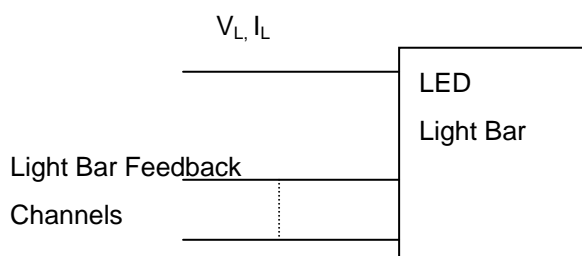 V_L, I_L
LED
Light Bar
Light Bar Feedback
Channels